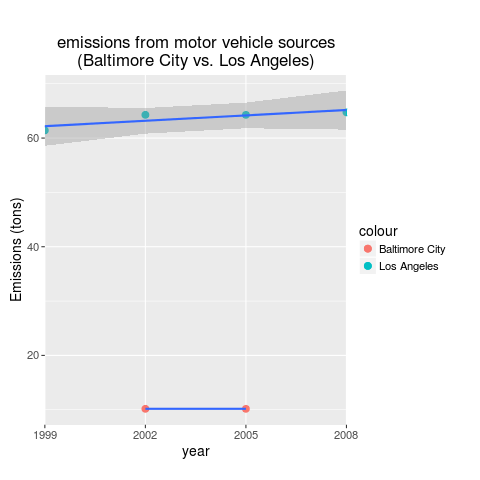 emissions from motor vehicle sources
(Baltimore City vs. Los Angeles)
60
40
20
Emissions (tons)
1999 2002 2005 2008
year
colour
Baltimore City
Los Angeles